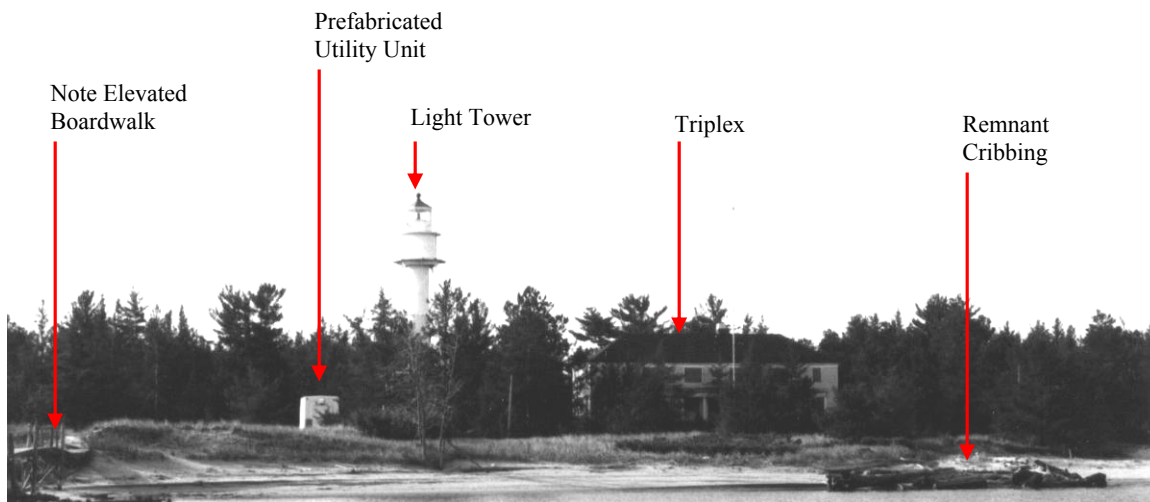 Prefabricated
Utility Unit
Note Elevated
Boardwalk
Light Tower
Triplex
Remnant
Cribbing